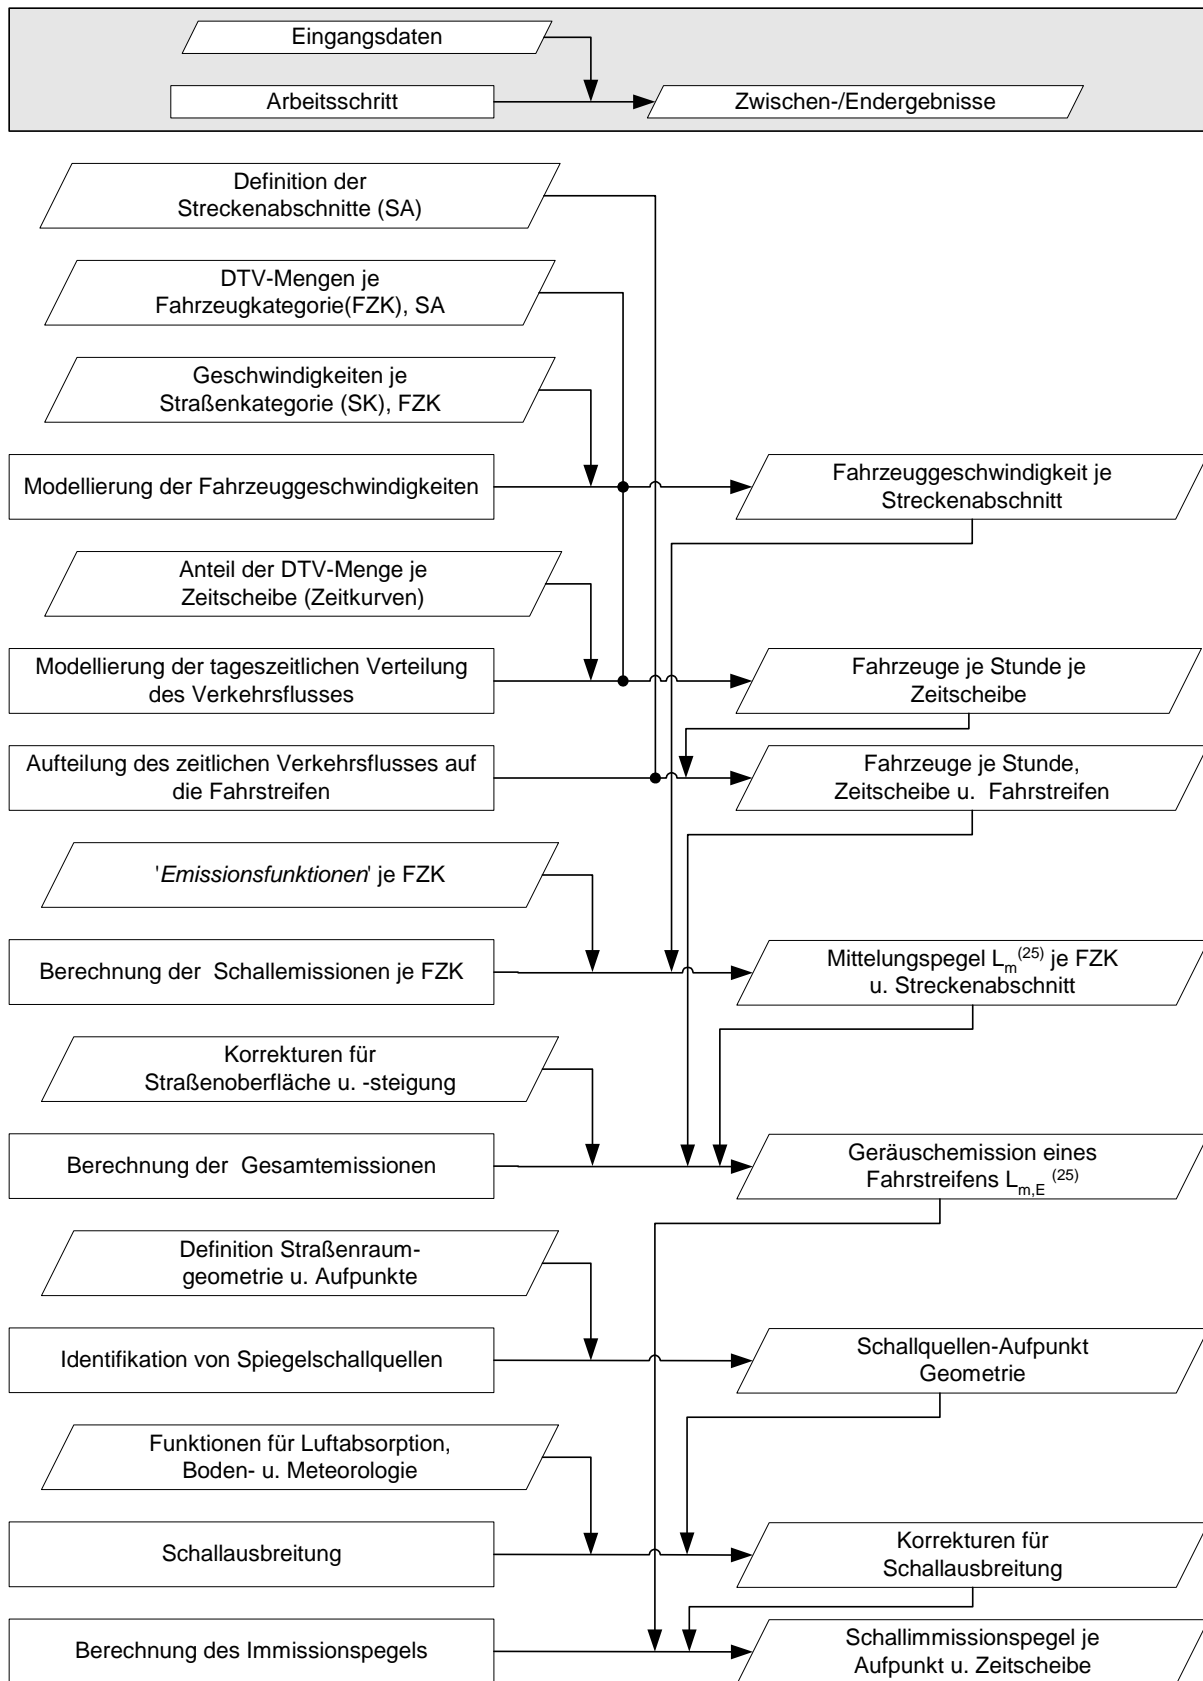 Eingangsdaten
Arbeitsschritt
Zwischen-/Endergebnisse
Definition der
Streckenabschnitte (SA)
DTV-Mengen je
Fahrzeugkategorie(FZK), SA
Geschwindigkeiten je
Straßenkategorie (SK), FZK
Modellierung der Fahrzeuggeschwindigkeiten
Fahrzeuggeschwindigkeit je
Streckenabschnitt
Anteil der DTV-Menge je
Zeitscheibe (Zeitkurven)
Modellierung der tageszeitlichen Verteilung
des Verkehrsflusses
Fahrzeuge je Stunde je
Zeitscheibe
Aufteilung des zeitlichen Verkehrsflusses auf
die Fahrstreifen
Fahrzeuge je Stunde,
Zeitscheibe u. Fahrstreifen
'Emissionsfunktionen' je FZK
Berechnung der Schallemissionen je FZK
Mittelungspegel Lm(25) je FZK
u. Streckenabschnitt
Korrekturen für
Straßenoberfläche u. -steigung
Berechnung der Gesamtemissionen
Geräuschemission eines
Fahrstreifens Lm,E (25)
Definition Straßenraum-
geometrie u. Aufpunkte
Identifikation von Spiegelschallquellen
Schallquellen-Aufpunkt
Geometrie
Funktionen für Luftabsorption,
Boden- u. Meteorologie
Schallausbreitung
Korrekturen für
Schallausbreitung
Berechnung des Immissionspegels
Schallimmissionspegel je
Aufpunkt u. Zeitscheibe